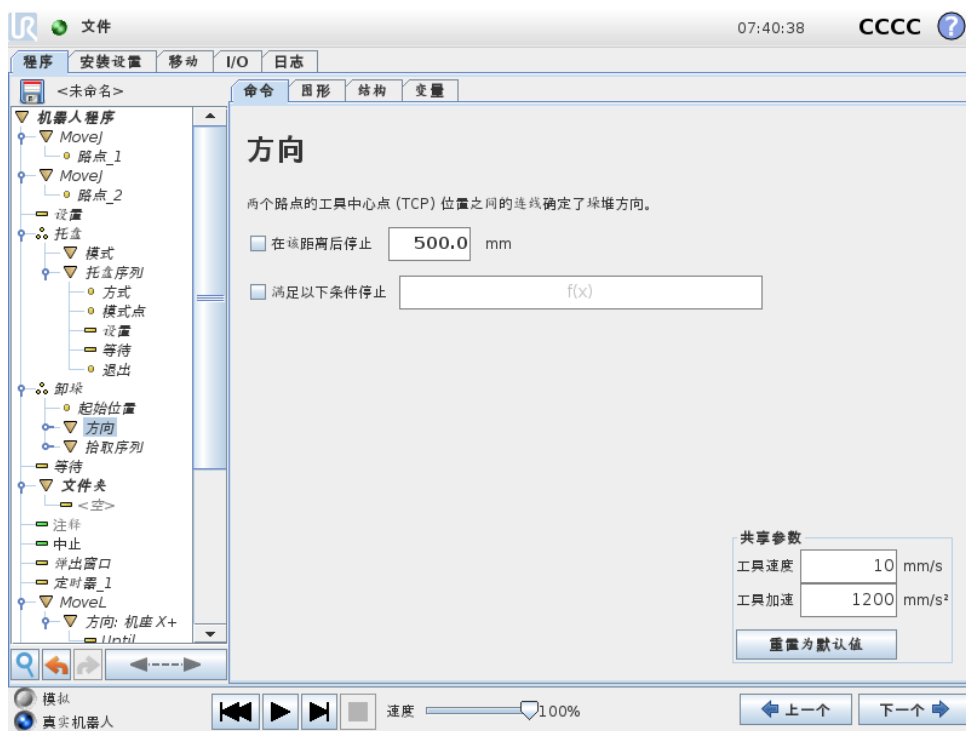 UR 文件 07:40:38 CCCC ?
程序 安装设置 移动 I/O 日志
<未命名>
命令 图形 结构 变量
机器人程序
MoveJ
路点_1
MoveJ
路点_2
设置
托盘
模式
托盘序列
方式
模式点
设置
等待
退出
卸垛
起始位置
方向
拾取序列
等待
文件夹
<空>
注释
中止
弹出窗口
定时器_1
MoveL
方向: 机座 X+
Until
方向
两个路点的工具中心点 (TCP) 位置之间的连线确定了垛堆方向。
在该距离后停止 500.0 mm
满足以下条件停止 f(x)
共享参数
工具速度 10 mm/s
工具加速 1200 mm/s²
重置为默认值
模拟
真实机器人
速度 100%
上一个 下一个